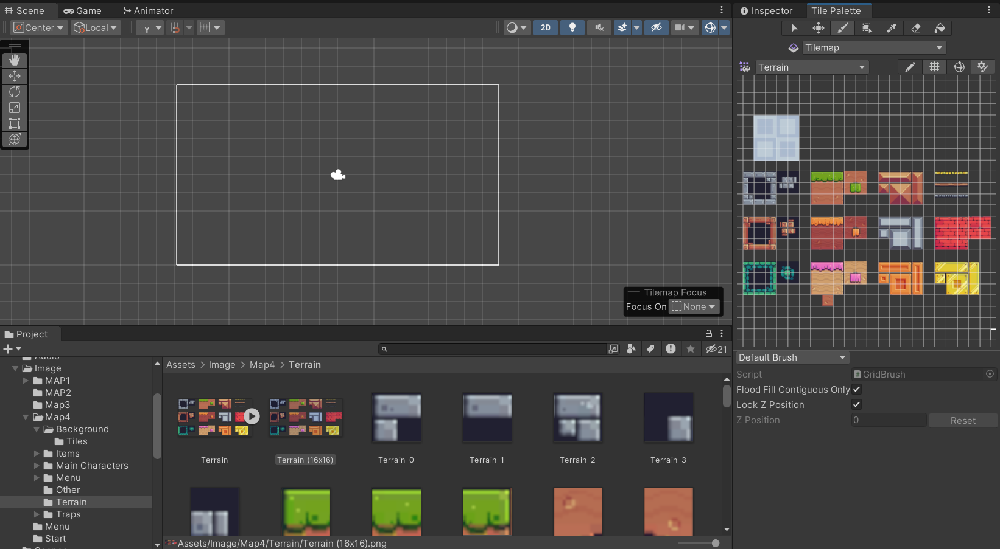 Scene Game Animator
Center Local
2D
Tilemap Focus
Focus On None
Inspector Tile Palette
Tilemap
Terrain
Default Brush
Script GridBrush
Flood Fill Contiguous Only
Lock Z Position
Z Position 0 Reset
Project
21
Audio
Image
MAP1
MAP2
Map3
Map4
Background
Tiles
Items
Main Characters
Menu
Other
Terrain
Traps
Menu
Start
Assets > Image > Map4 > Terrain
Terrain Terrain (16x16) Terrain_0 Terrain_1 Terrain_2 Terrain_3
Assets/Image/Map4/Terrain/Terrain (16x16).png